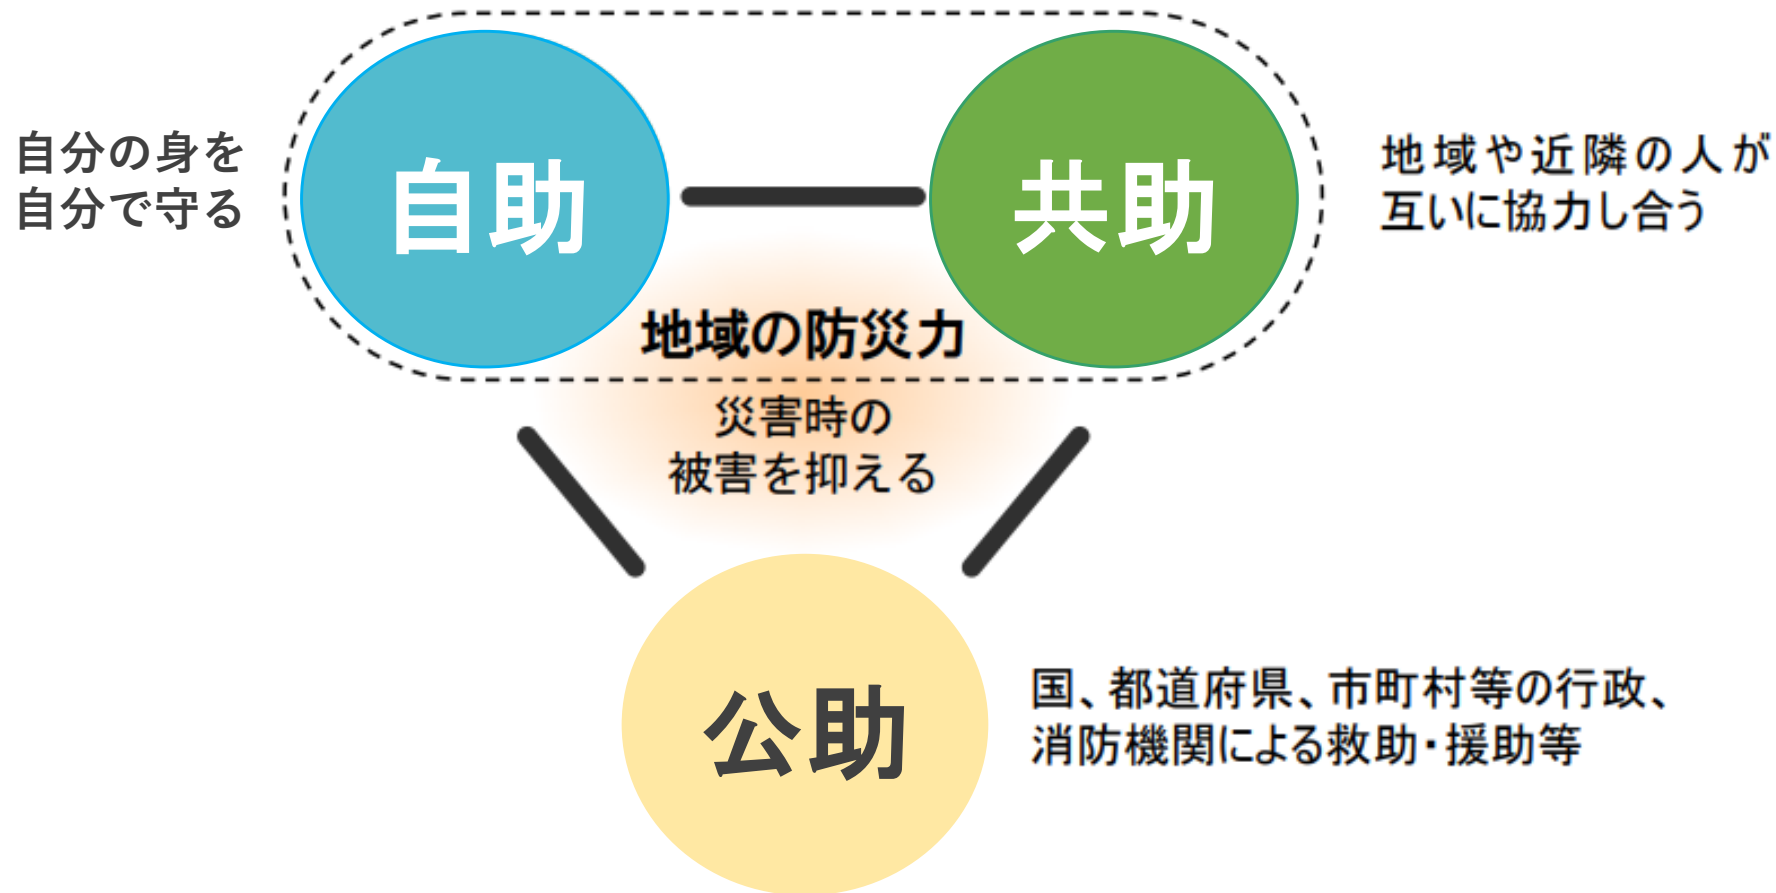 自分の身を
自分で守る
自助
共助
地域や近隣の人が
互いに協力し合う
地域の防災力
災害時の
被害を抑える
公助
国、都道府県、市町村等の行政、
消防機関による救助・援助等